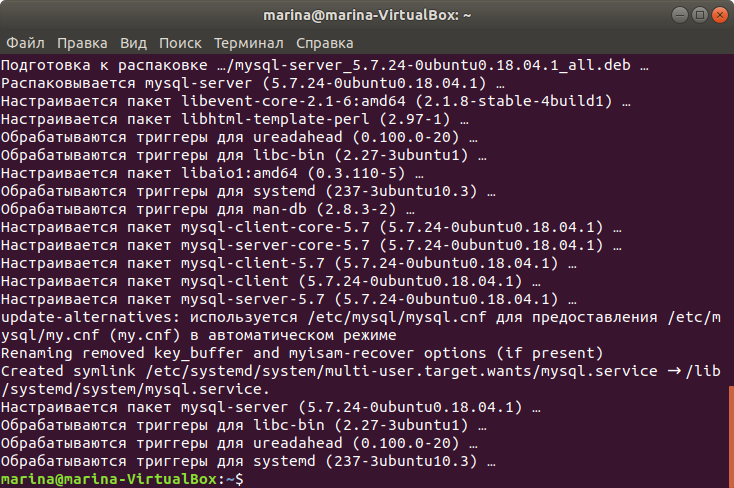 marina@marina-VirtualBox: ~
Файл Правка Вид Поиск Терминал Справка
Подготовка к распаковке …/mysql-server_5.7.24-0ubuntu0.18.04.1_all.deb …
Распаковывается mysql-server (5.7.24-0ubuntu0.18.04.1) …
Настраивается пакет libevent-core-2.1-6:amd64 (2.1.8-stable-4build1) …
Настраивается пакет libhtml-template-perl (2.97-1) …
Обрабатываются триггеры для ureadahead (0.100.0-20) …
Обрабатываются триггеры для libc-bin (2.27-3ubuntu1) …
Настраивается пакет libaio1:amd64 (0.3.110-5) …
Обрабатываются триггеры для systemd (237-3ubuntu10.3) …
Обрабатываются триггеры для man-db (2.8.3-2) …
Настраивается пакет mysql-client-core-5.7 (5.7.24-0ubuntu0.18.04.1) …
Настраивается пакет mysql-server-core-5.7 (5.7.24-0ubuntu0.18.04.1) …
Настраивается пакет mysql-client-5.7 (5.7.24-0ubuntu0.18.04.1) …
Настраивается пакет mysql-client (5.7.24-0ubuntu0.18.04.1) …
Настраивается пакет mysql-server-5.7 (5.7.24-0ubuntu0.18.04.1) …
update-alternatives: используется /etc/mysql/mysql.cnf для предоставления /etc/m
ysql/my.cnf (my.cnf) в автоматическом режиме
Renaming removed key_buffer and myisam-recover options (if present)
Created symlink /etc/systemd/system/multi-user.target.wants/mysql.service → /lib
/systemd/system/mysql.service.
Настраивается пакет mysql-server (5.7.24-0ubuntu0.18.04.1) …
Обрабатываются триггеры для libc-bin (2.27-3ubuntu1) …
Обрабатываются триггеры для ureadahead (0.100.0-20) …
Обрабатываются триггеры для systemd (237-3ubuntu10.3) …
marina@marina-VirtualBox:~$